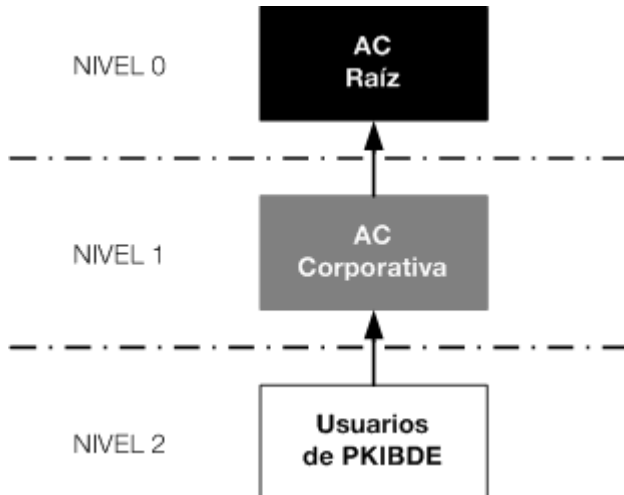 NIVEL 0
AC
Raíz
NIVEL 1
AC
Corporativa
NIVEL 2
Usuarios
de PKIBDE